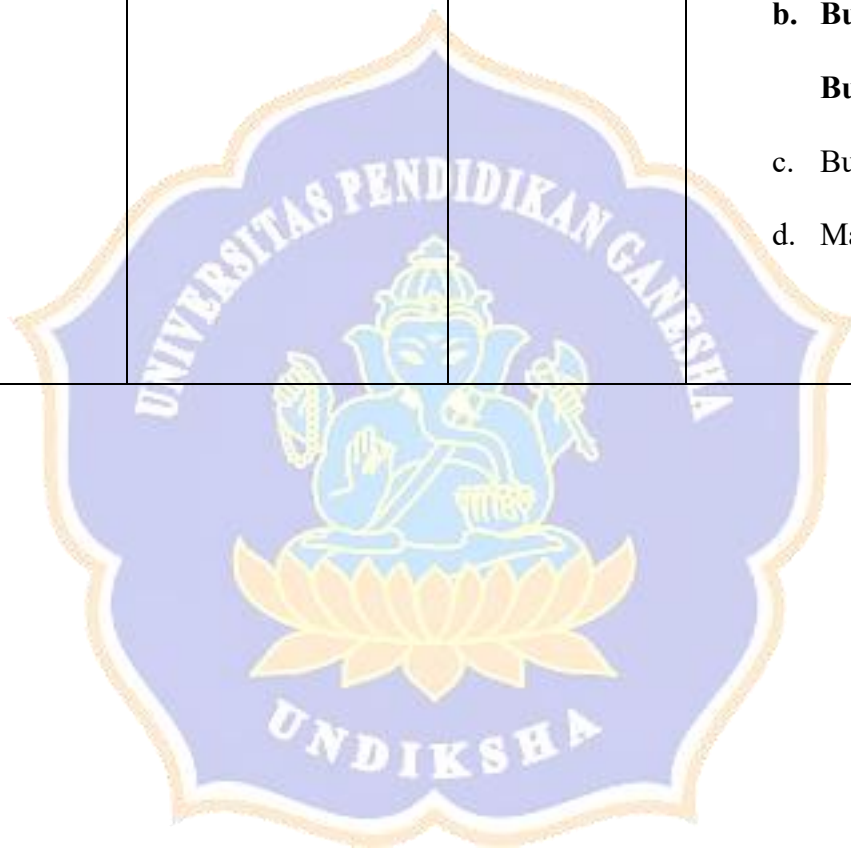 b. Bu
Bu
c. Bu
d. Ma
UNIVERSITAS PENDIDIKAN GANESHA
UNDIKSHA